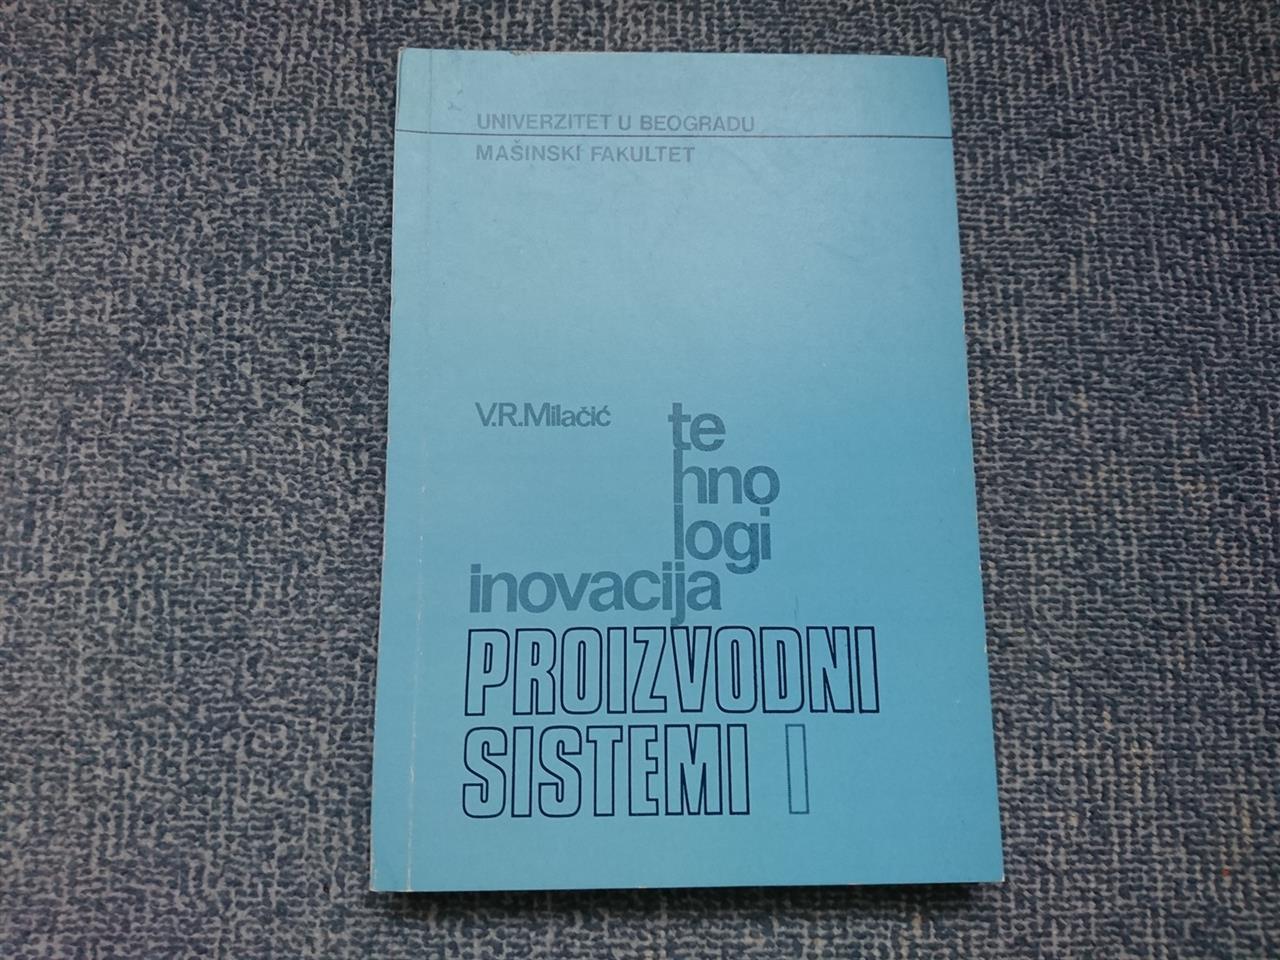 UNIVERZITET U BEOGRADU
MAŠINSKI FAKULTET
V.R.Milačić
te
hno
logi
inovacija
PROIZVODNI
SISTEMI I